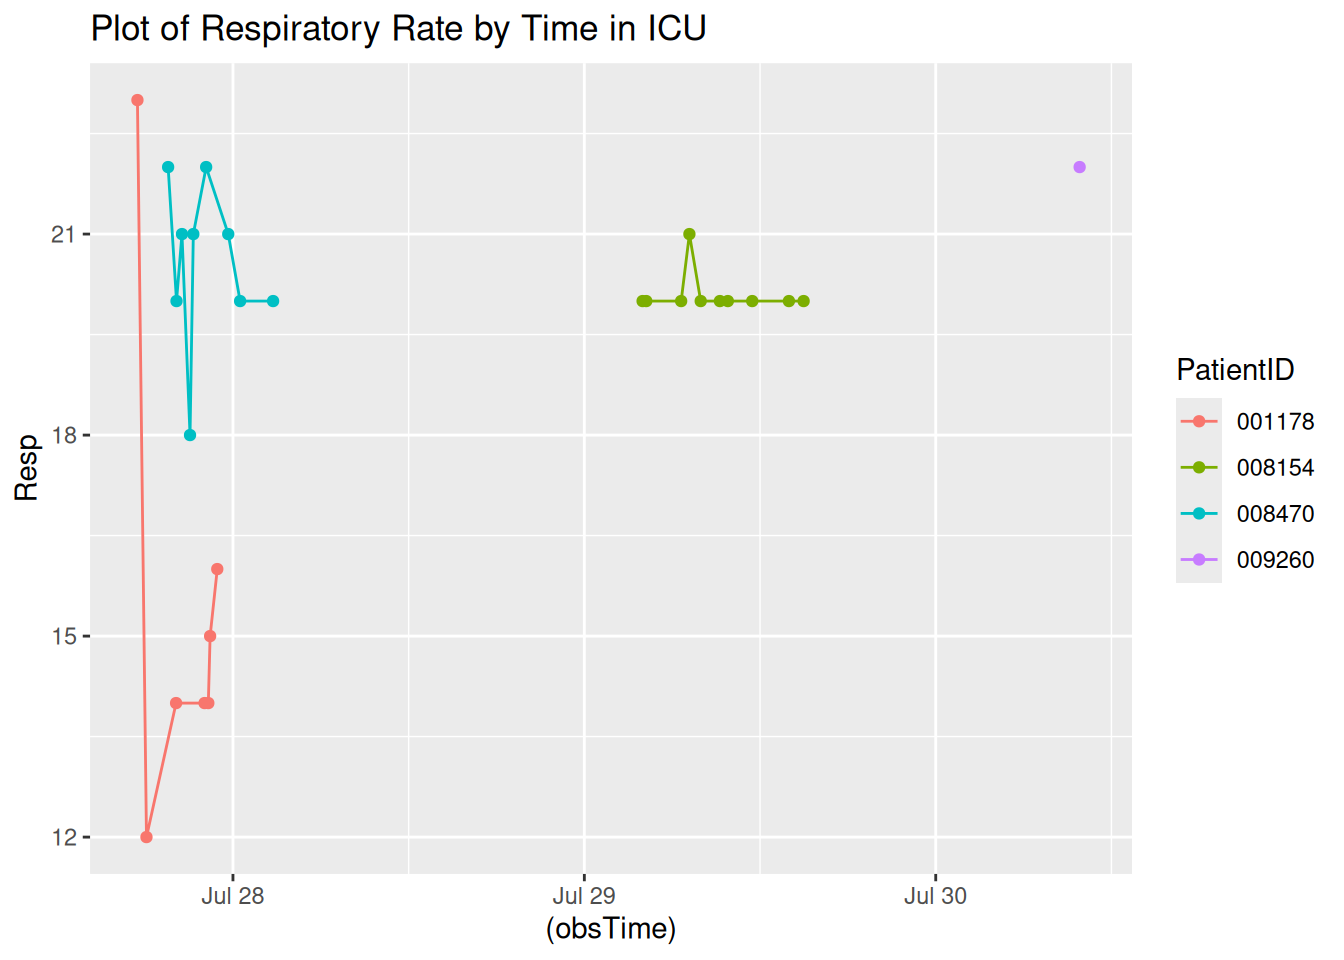 Plot of Respiratory Rate by Time in ICU
Resp
21
18
15
12
Jul 28
Jul 29
Jul 30
(obsTime)
PatientID
001178
008154
008470
009260